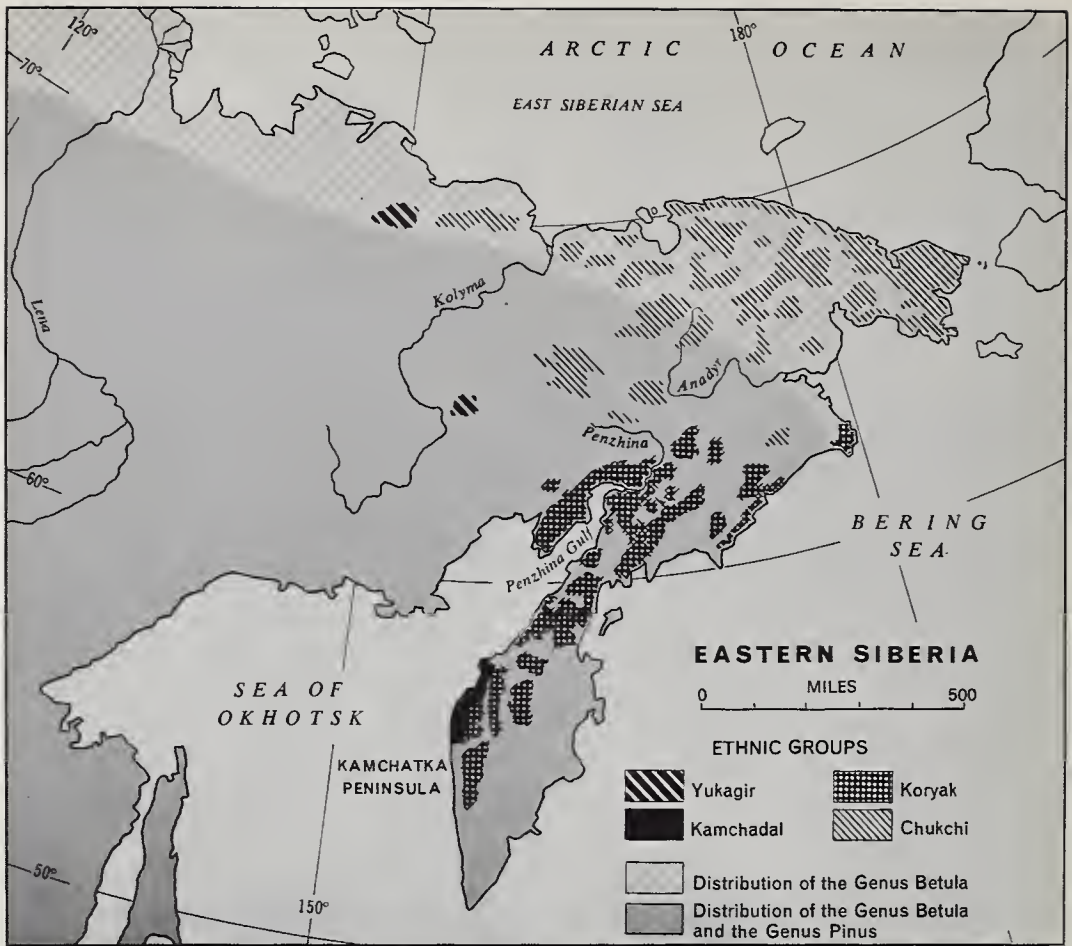 120°
70°
180°
ARCTIC OCEAN
EAST SIBERIAN SEA
Lena
Kolyma
Anadyr
Penzhina
60°
Penzhina Gulf
BERING
SEA
SEA OF
OKHOTSK
KAMCHATKA
PENINSULA
50°
150°
EASTERN SIBERIA
MILES
0 500
ETHNIC GROUPS
Yukagir Koryak
Kamchadal Chukchi
Distribution of the Genus Betula
Distribution of the Genus Betula
and the Genus Pinus